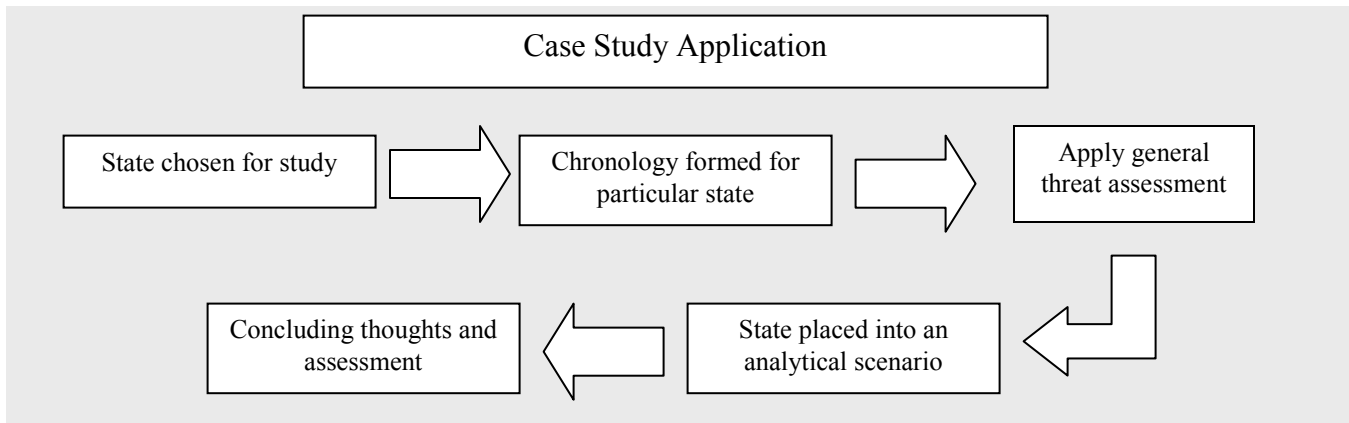 Case Study Application
State chosen for study
Chronology formed for
particular state
Apply general
threat assessment
State placed into an
analytical scenario
Concluding thoughts and
assessment